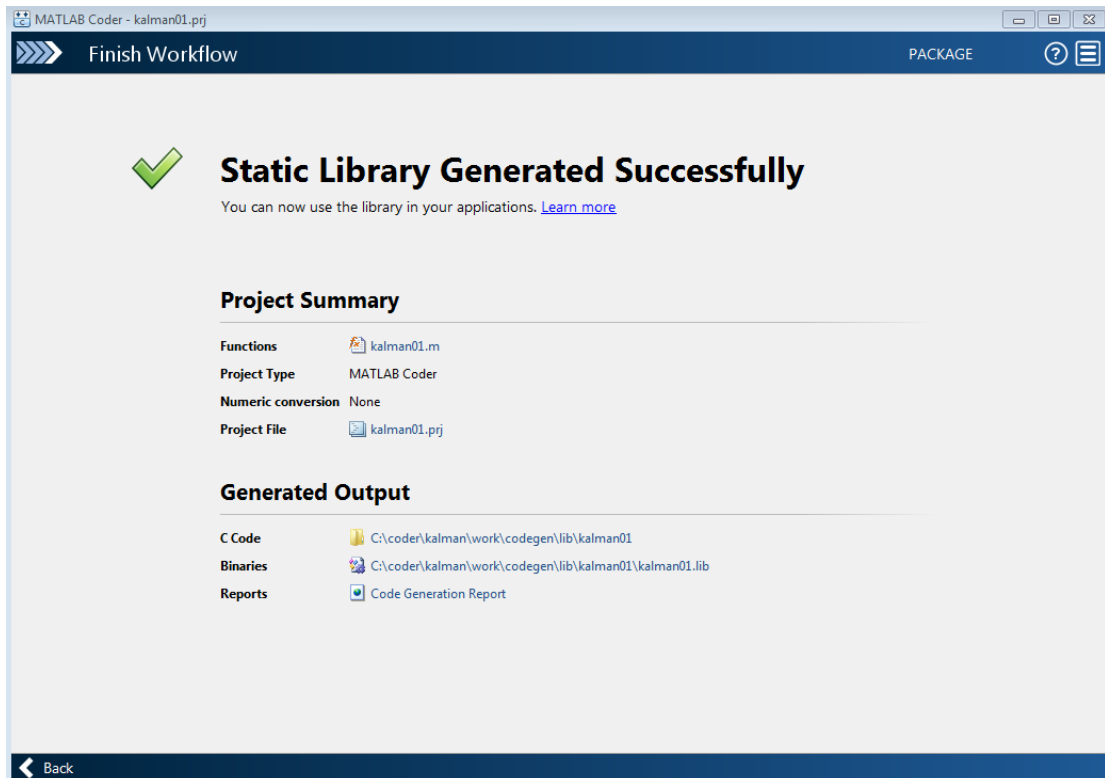 MATLAB Coder - kalman01.prj
Finish Workflow PACKAGE ?
Static Library Generated Successfully
You can now use the library in your applications. Learn more
Project Summary
Functions kalman01.m
Project Type MATLAB Coder
Numeric conversion None
Project File kalman01.prj
Generated Output
C Code C:\coder\kalman\work\codegen\lib\kalman01
Binaries C:\coder\kalman\work\codegen\lib\kalman01\kalman01.lib
Reports Code Generation Report
Back